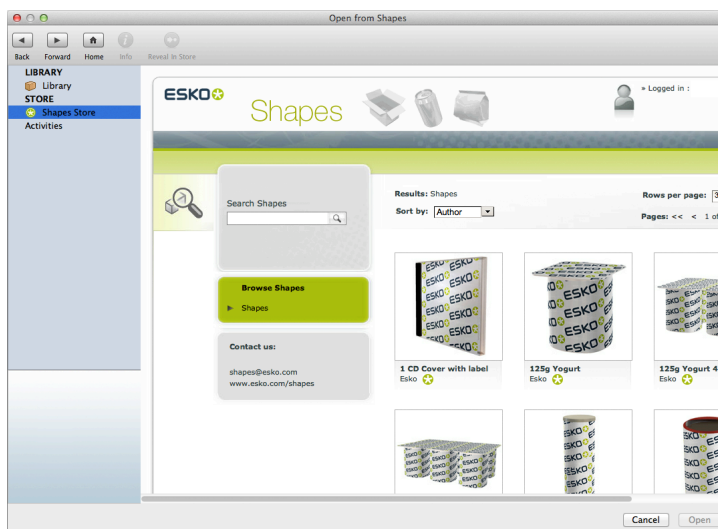 Open from Shapes
Back Forward Home Info Reveal In Store
LIBRARY
Library
STORE
Shapes Store
Activities
ESKO
Shapes
» Logged in :
Search Shapes
Results: Shapes
Rows per page: 3
Sort by: Author
Pages: << < 1 of
Browse Shapes
Shapes
Contact us:
shapes@esko.com
www.esko.com/shapes
1 CD Cover with label
Esko
125g Yogurt
Esko
125g Yogurt 4
Esko
Cancel Open